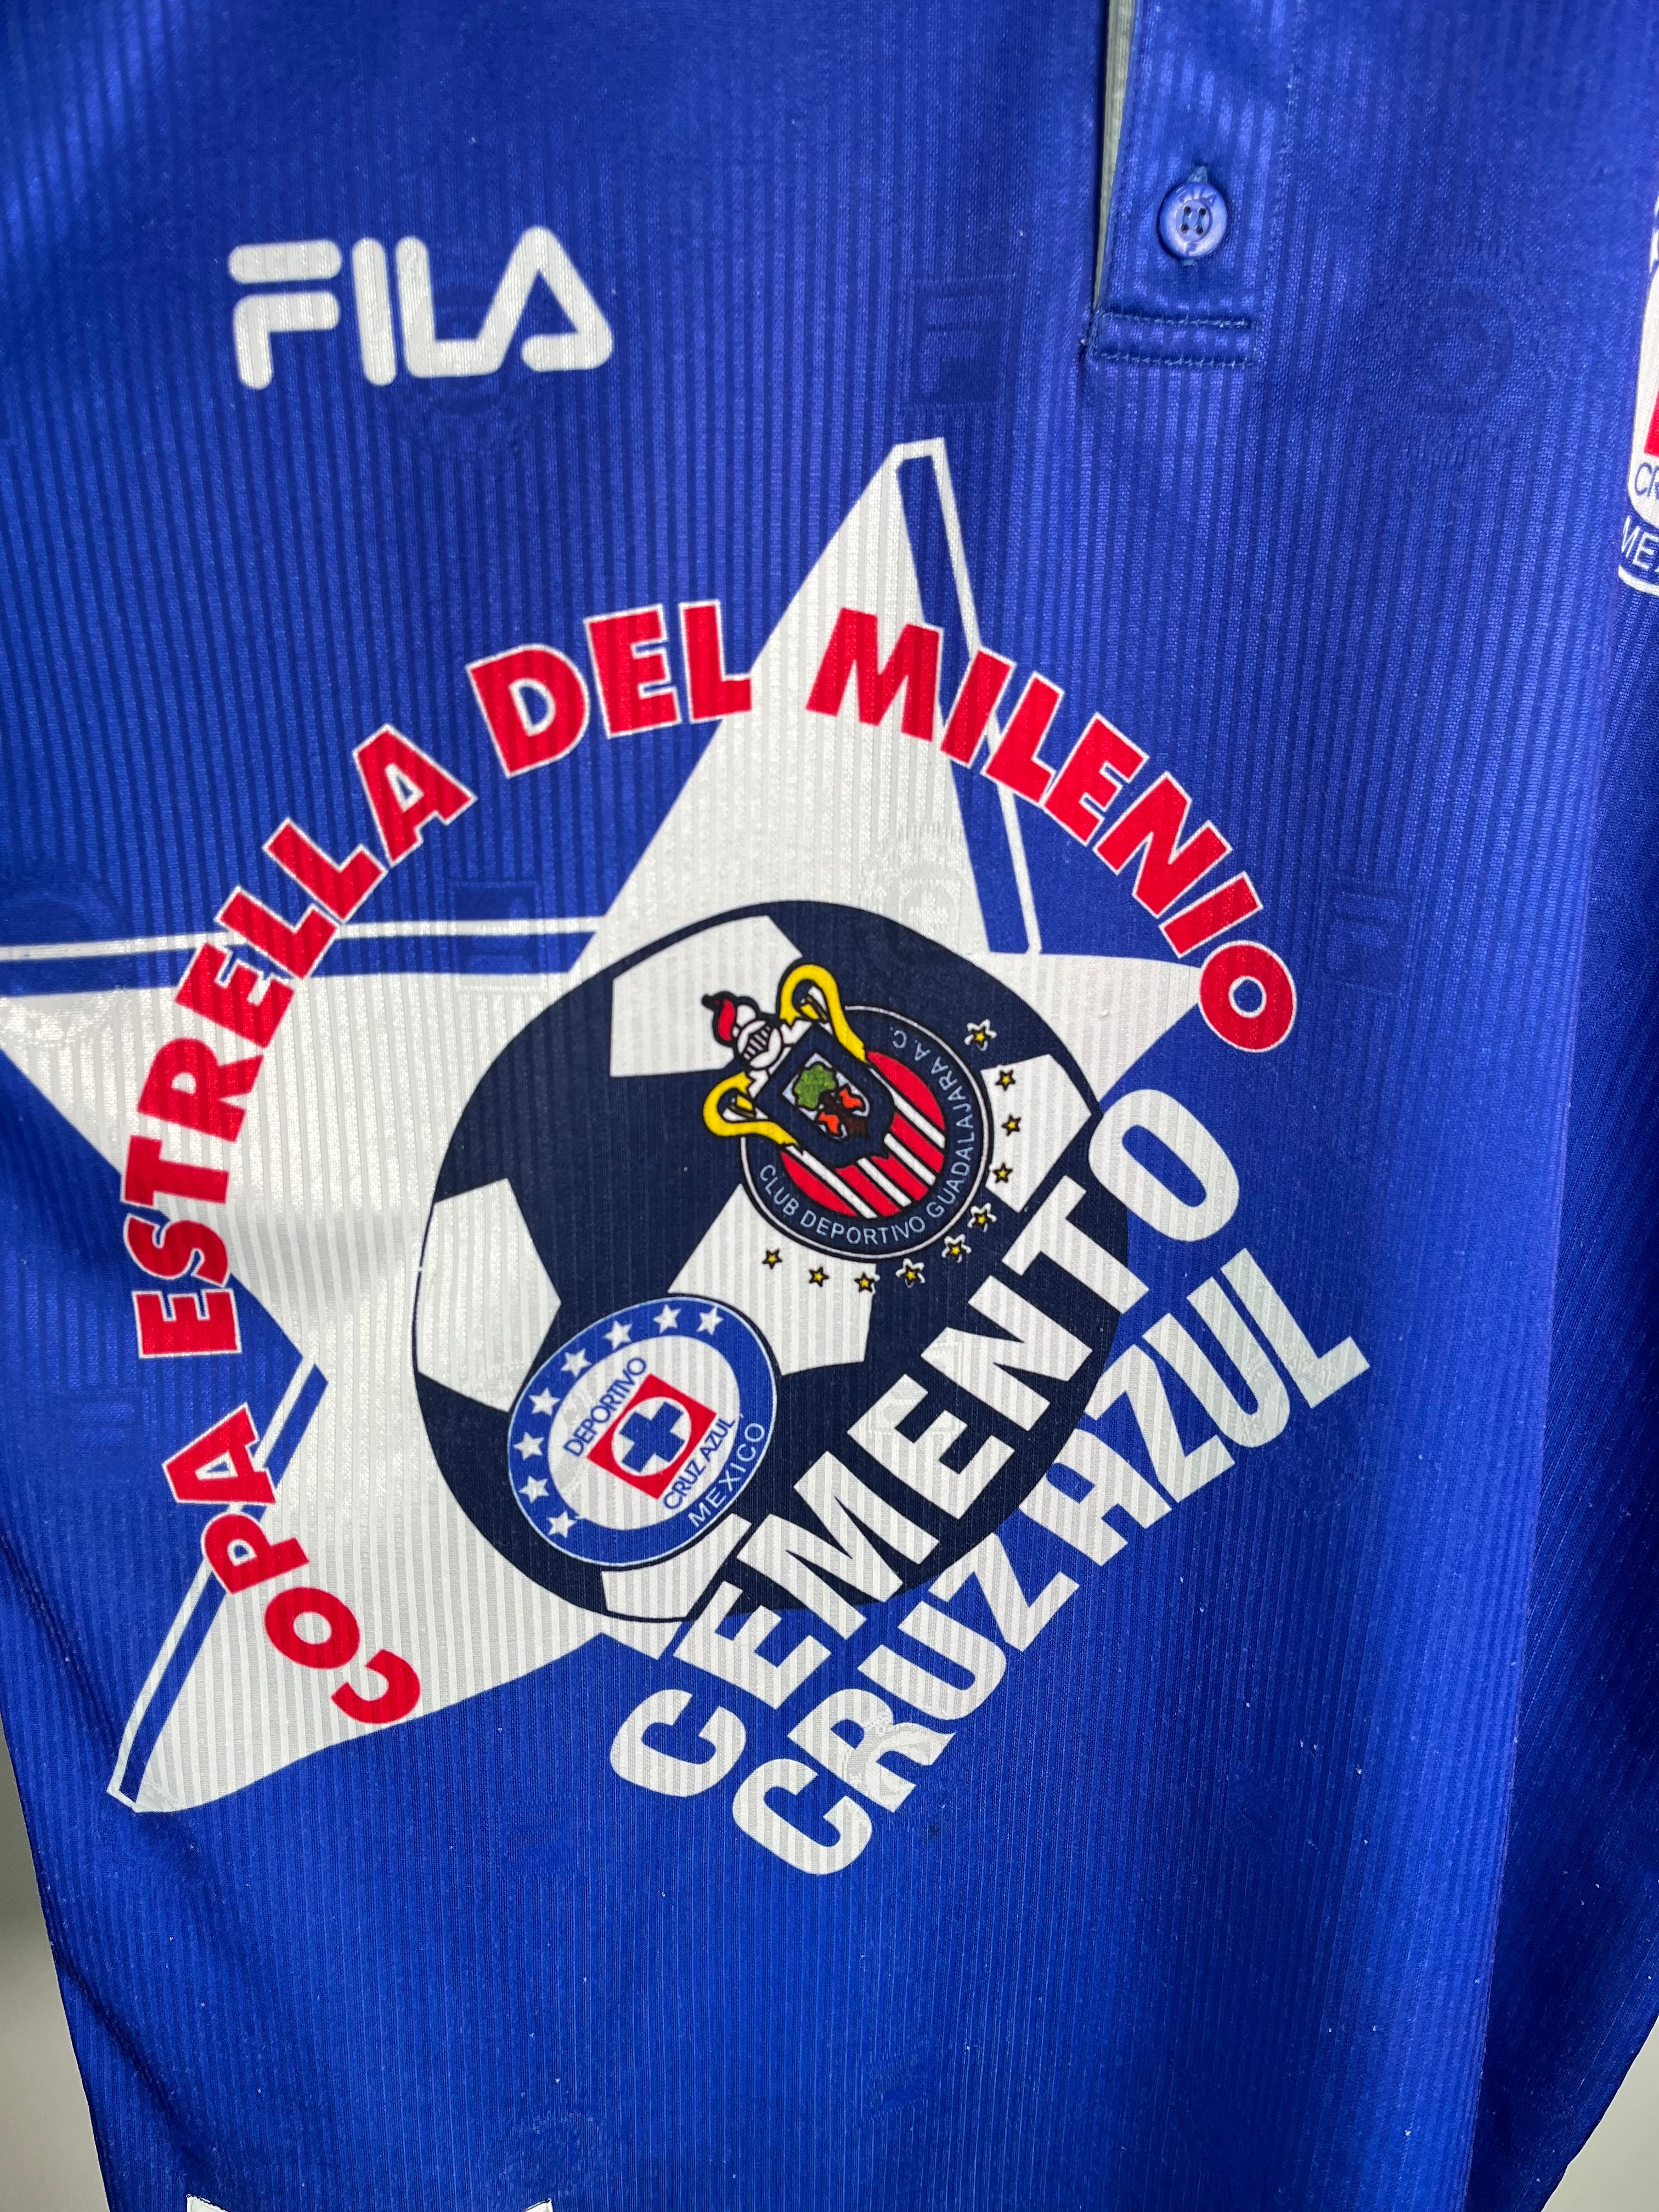 FILA
COPA ESTRELLA DEL MILENIO
CLUB DEPORTIVO GUADALAJARA A.C.
DEPORTIVO
CRUZ AZUL
MEXICO
CEMENTO
CRUZ AZUL